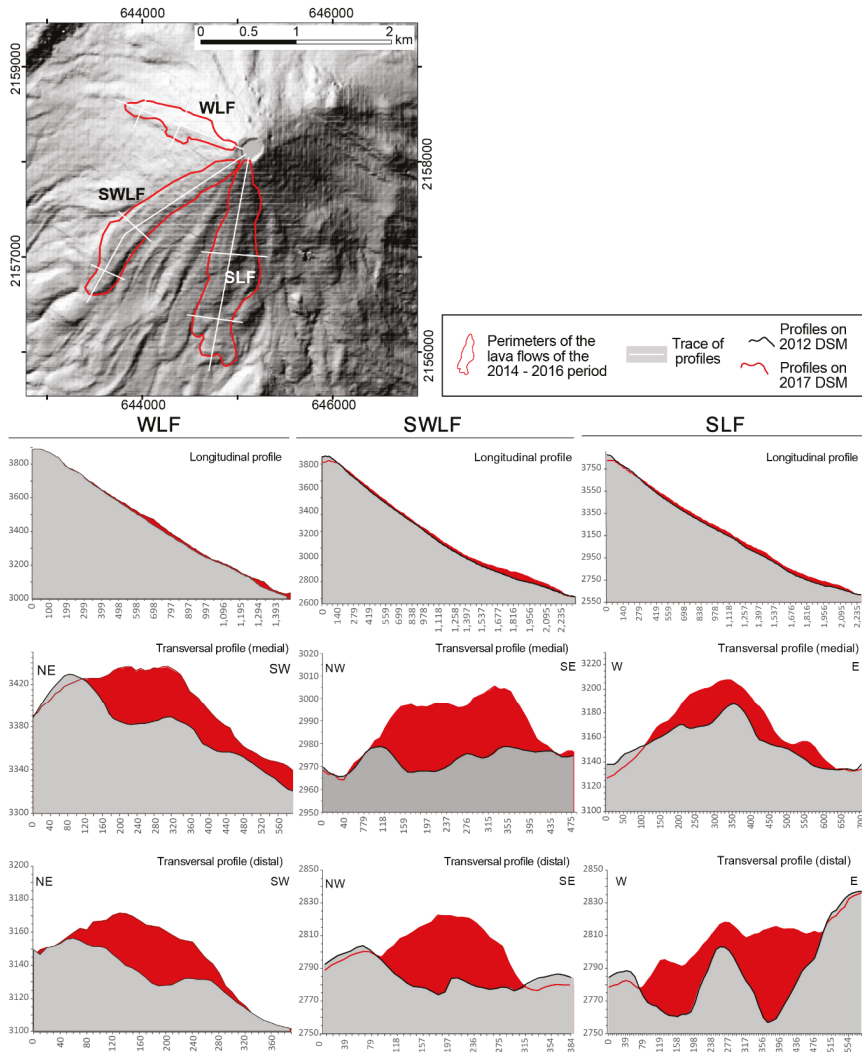 644000
646000
0
0.5
1
2
km
2159000
2158000
2157000
2156000
WLF
SWLF
SLF
644000
646000
Perimeters of the
lava flows of the
2014 - 2016 period
Trace of
profiles
Profiles on
2012 DSM
Profiles on
2017 DSM
WLF
SWLF
SLF
Longitudinal profile
3800
3600
3400
3200
3000
0 100 199 299 399 498 598 698 797 897 997 1,096 1,195 1,294 1,393
Longitudinal profile
3800
3600
3400
3200
3000
2800
2600
0 140 279 419 559 699 838 978 1,118 1,258 1,397 1,537 1,677 1,816 1,956 2,095 2,235
Longitudinal profile
3750
3550
3350
3150
2950
2750
2550
0 140 279 419 559 698 838 978 1,118 1,257 1,397 1,537 1,676 1,816 1,956 2,095 2,235
Transversal profile (medial)
NE
SW
3420
3380
3340
3300
0 40 80 120 160 200 240 280 320 360 400 440 480 520 560
Transversal profile (medial)
NW
SE
3020
3010
3000
2990
2980
2970
2960
2950
0 40 779 118 159 197 237 276 315 355 395 435 475
Transversal profile (medial)
W
E
3220
3200
3180
3160
3140
3120
3100
0 50 100 150 200 250 300 350 400 450 500 550 600 650 700
Transversal profile (distal)
NE
SW
3200
3180
3160
3140
3120
3100
0 40 80 120 160 200 240 280 320 360
Transversal profile (distal)
NW
SE
2850
2830
2810
2790
2770
2750
0 39 79 118 157 197 236 275 315 354 384
Transversal profile (distal)
W
E
2850
2830
2810
2790
2770
2750
0 39 79 119 158 198 238 277 317 356 396 436 476 515 554